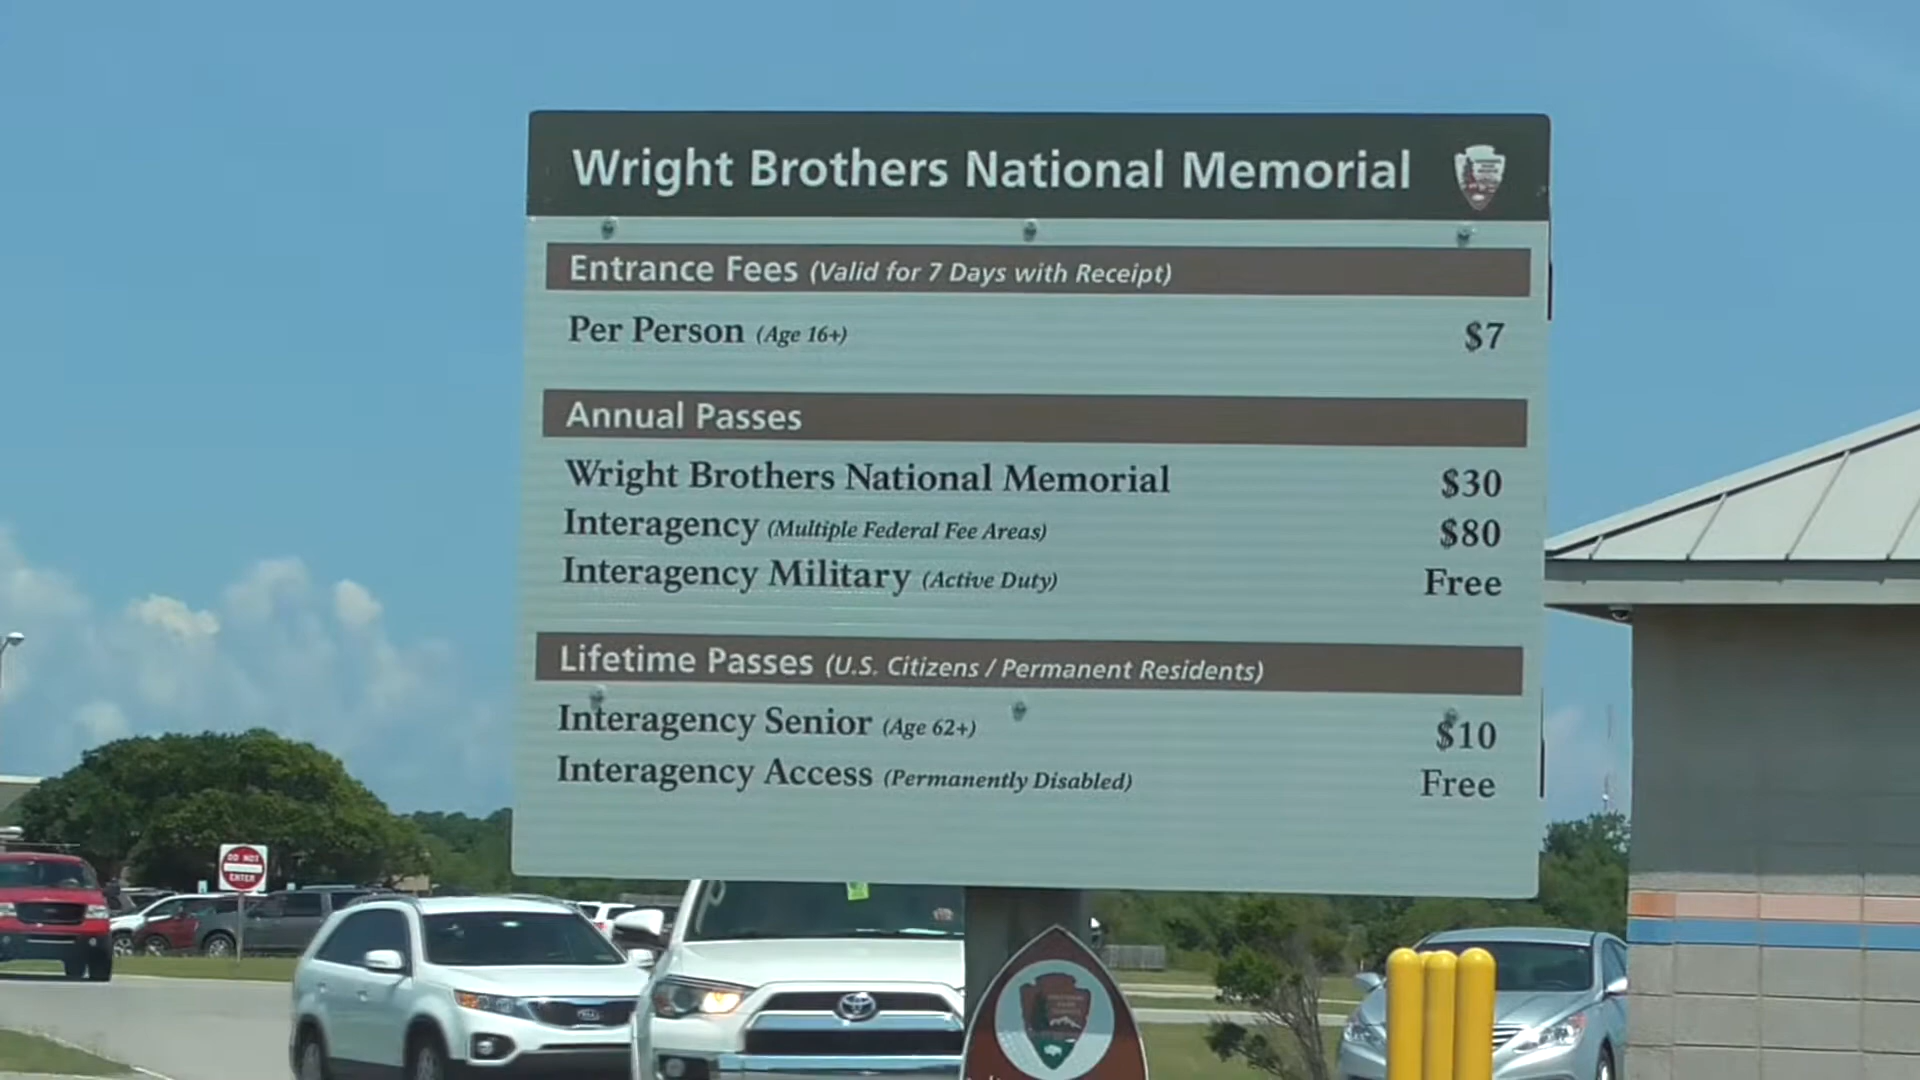 Wright Brothers National Memorial
Entrance Fees (Valid for 7 Days with Receipt)
Per Person (Age 16+) $7
Annual Passes
Wright Brothers National Memorial $30
Interagency (Multiple Federal Fee Areas) $80
Interagency Military (Active Duty) Free
Lifetime Passes (U.S. Citizens / Permanent Residents)
Interagency Senior (Age 62+) $10
Interagency Access (Permanently Disabled) Free
DO NOT
ENTER
KIA